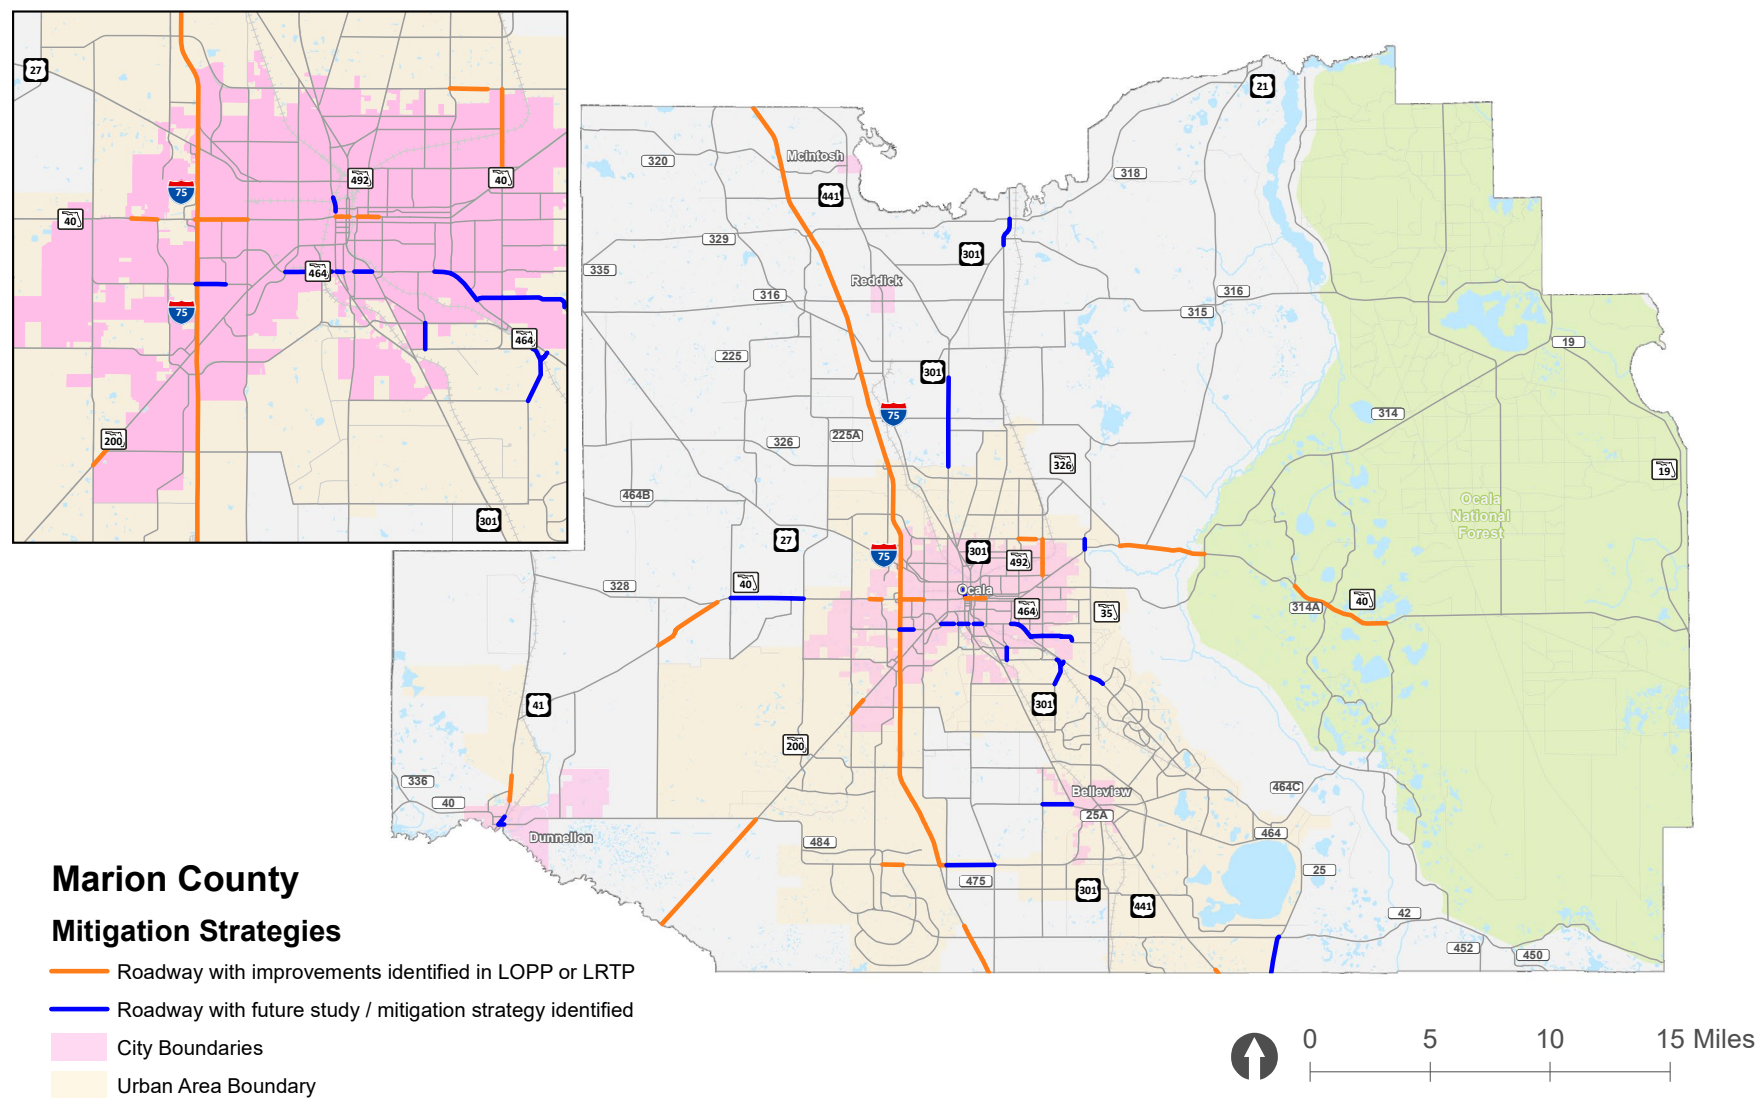 27
75
492
40
40
464
75
464
200
301
21
Mcintosh
320
318
441
329
301
335
Reddick
316
316
315
301
225
19
75
314
225A
326
326
19
464B
Ocala
National
Forest
27
75
301
492
40
328
Ocala
40
314A
464
35
41
301
200
336
464C
Belleview
40
25A
Dunnellon
484
464
25
475
301
441
42
452
450
Marion County
Mitigation Strategies
Roadway with improvements identified in LOPP or LRTP
Roadway with future study / mitigation strategy identified
City Boundaries
Urban Area Boundary
0 5 10 15 Miles